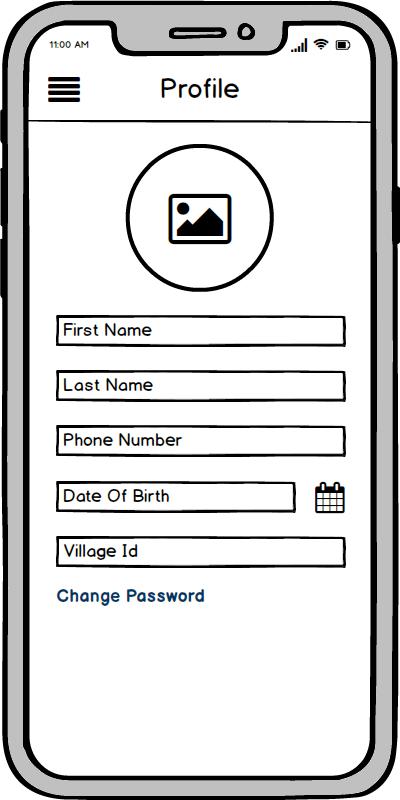 11:00 AM
Profile
First Name
Last Name
Phone Number
Date Of Birth
Village Id
Change Password